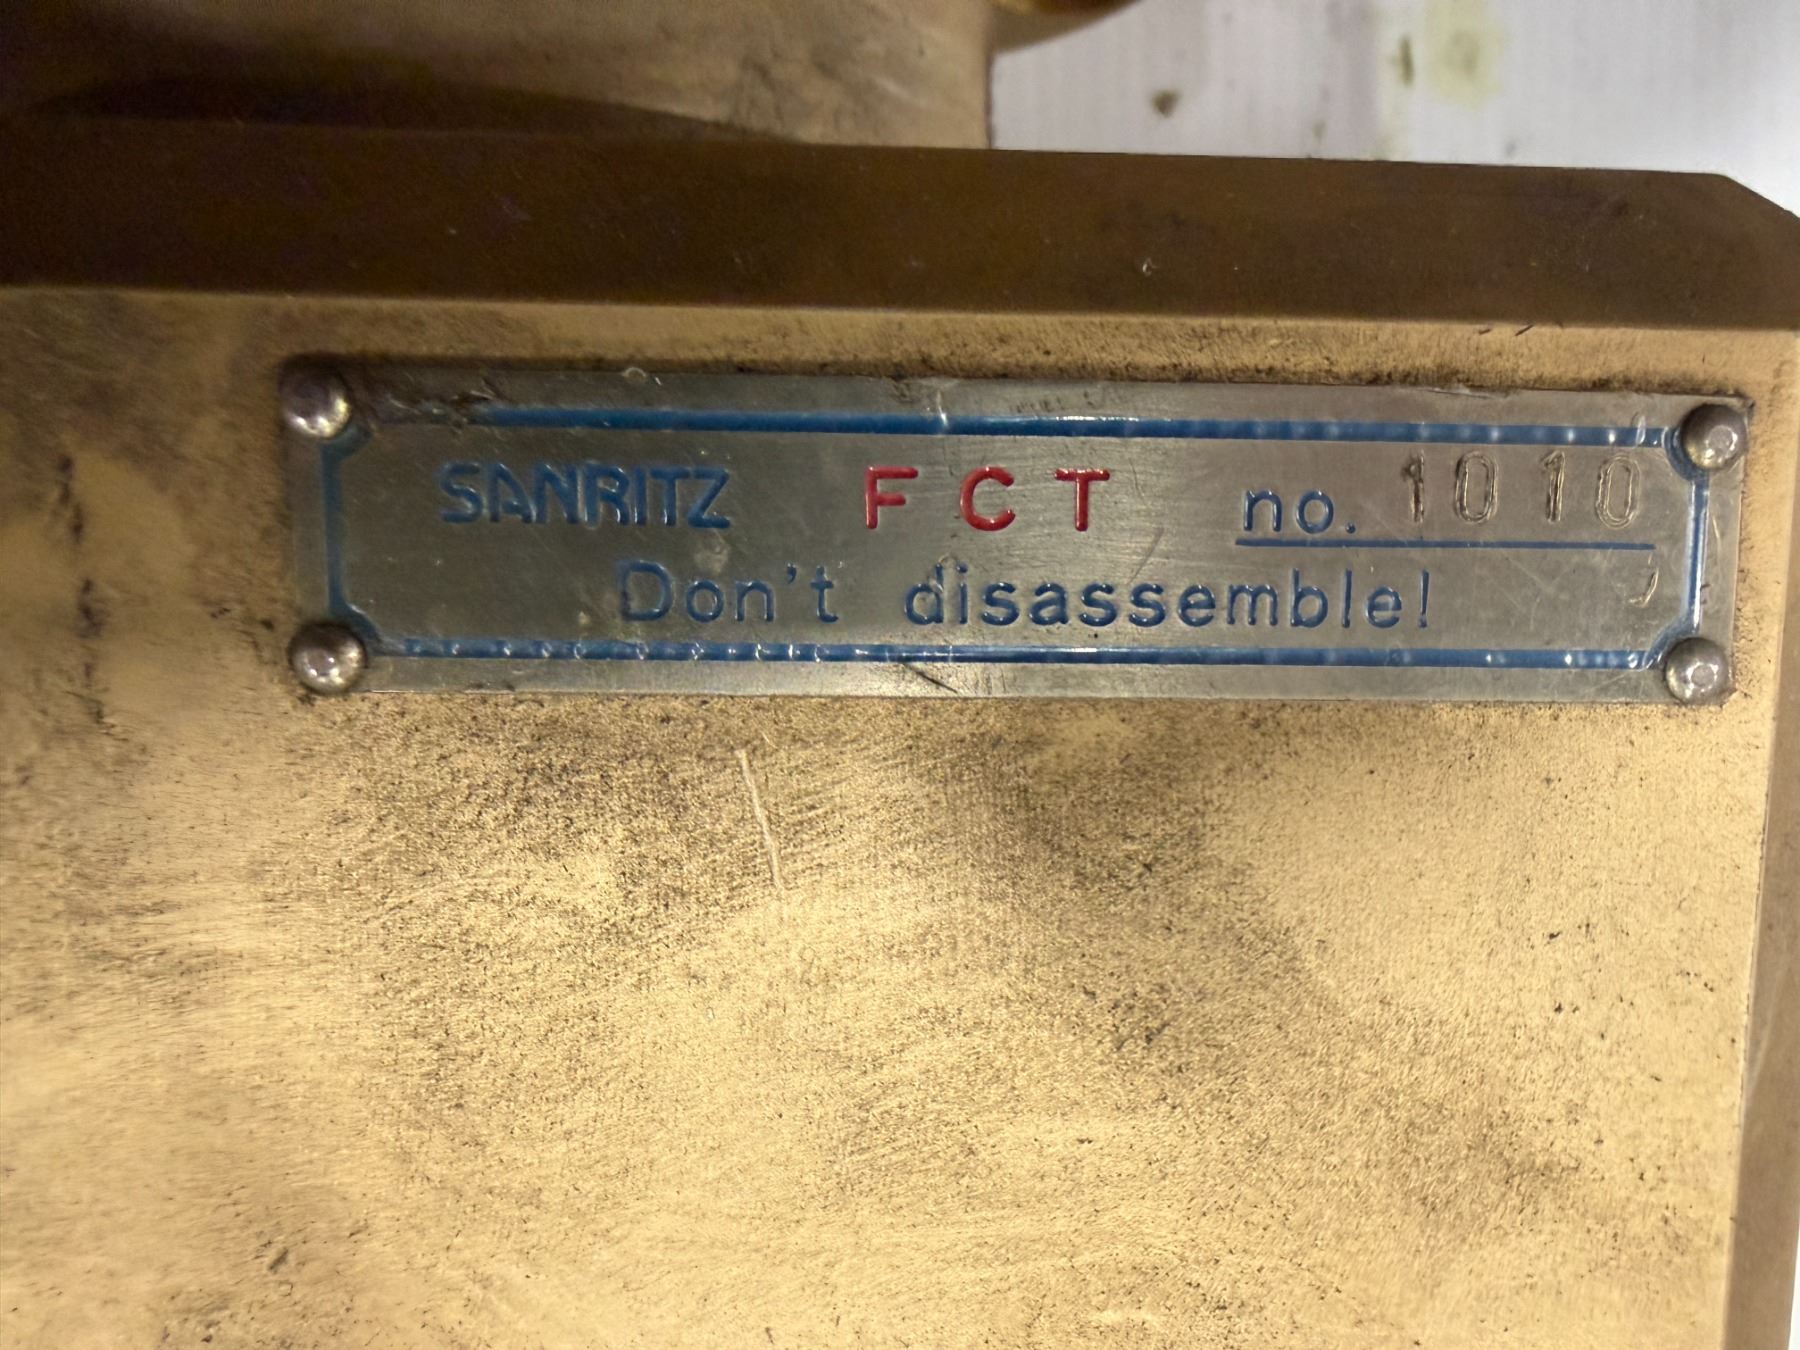 SANRITZ FCT no. 1010
Don't disassemble!